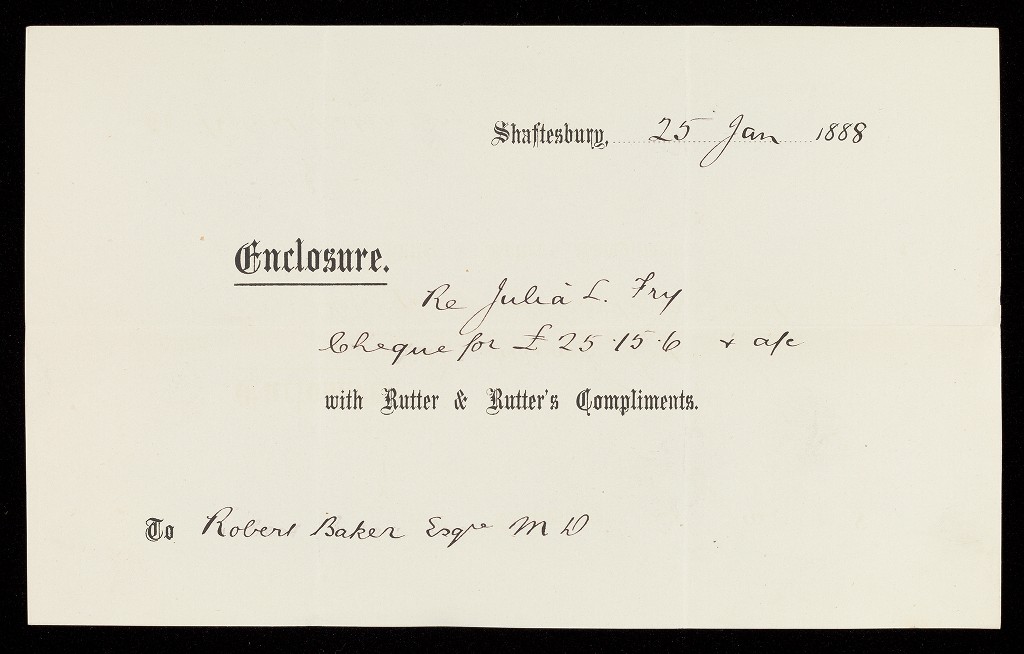 Shaftesbury, 25 Jan 1888
Enclosure.
Re Julia L. Fry
Cheque for £25.15.6 & a/c
with Rutter & Rutter's Compliments.
To Robert Baker Esqre M D